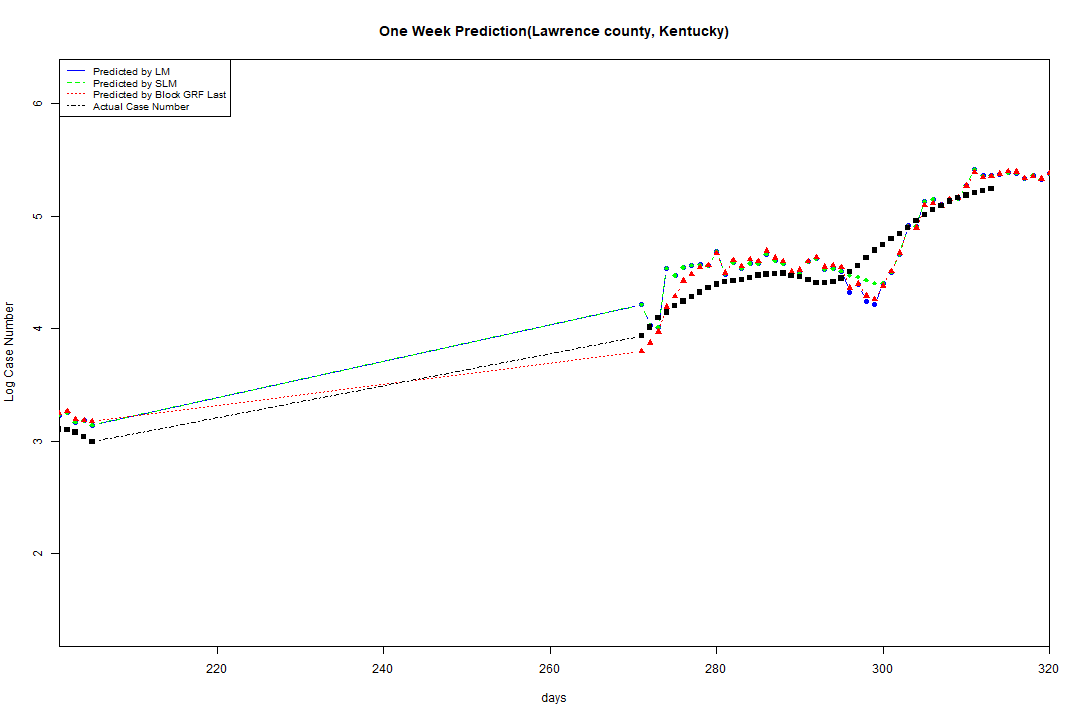 One Week Prediction(Lawrence county, Kentucky)
Predicted by LM
Predicted by SLM
Predicted by Block GRF Last
Actual Case Number
6
5
4
3
2
Log Case Number
220 240 260 280 300 320
days